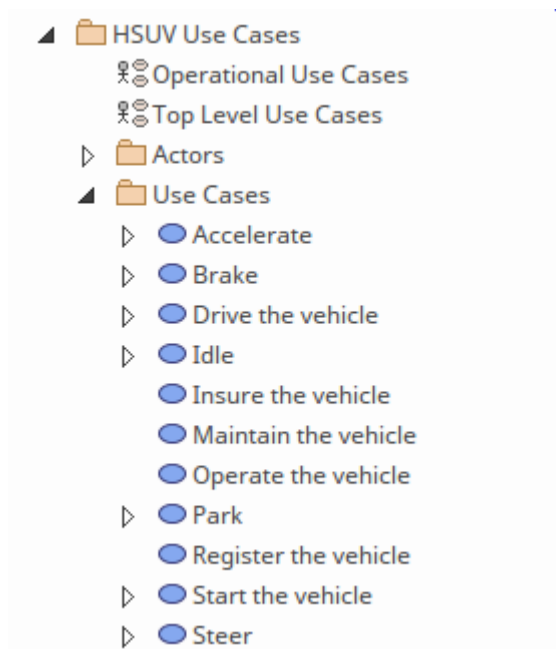 HSUV Use Cases
Operational Use Cases
Top Level Use Cases
Actors
Use Cases
Accelerate
Brake
Drive the vehicle
Idle
Insure the vehicle
Maintain the vehicle
Operate the vehicle
Park
Register the vehicle
Start the vehicle
Steer